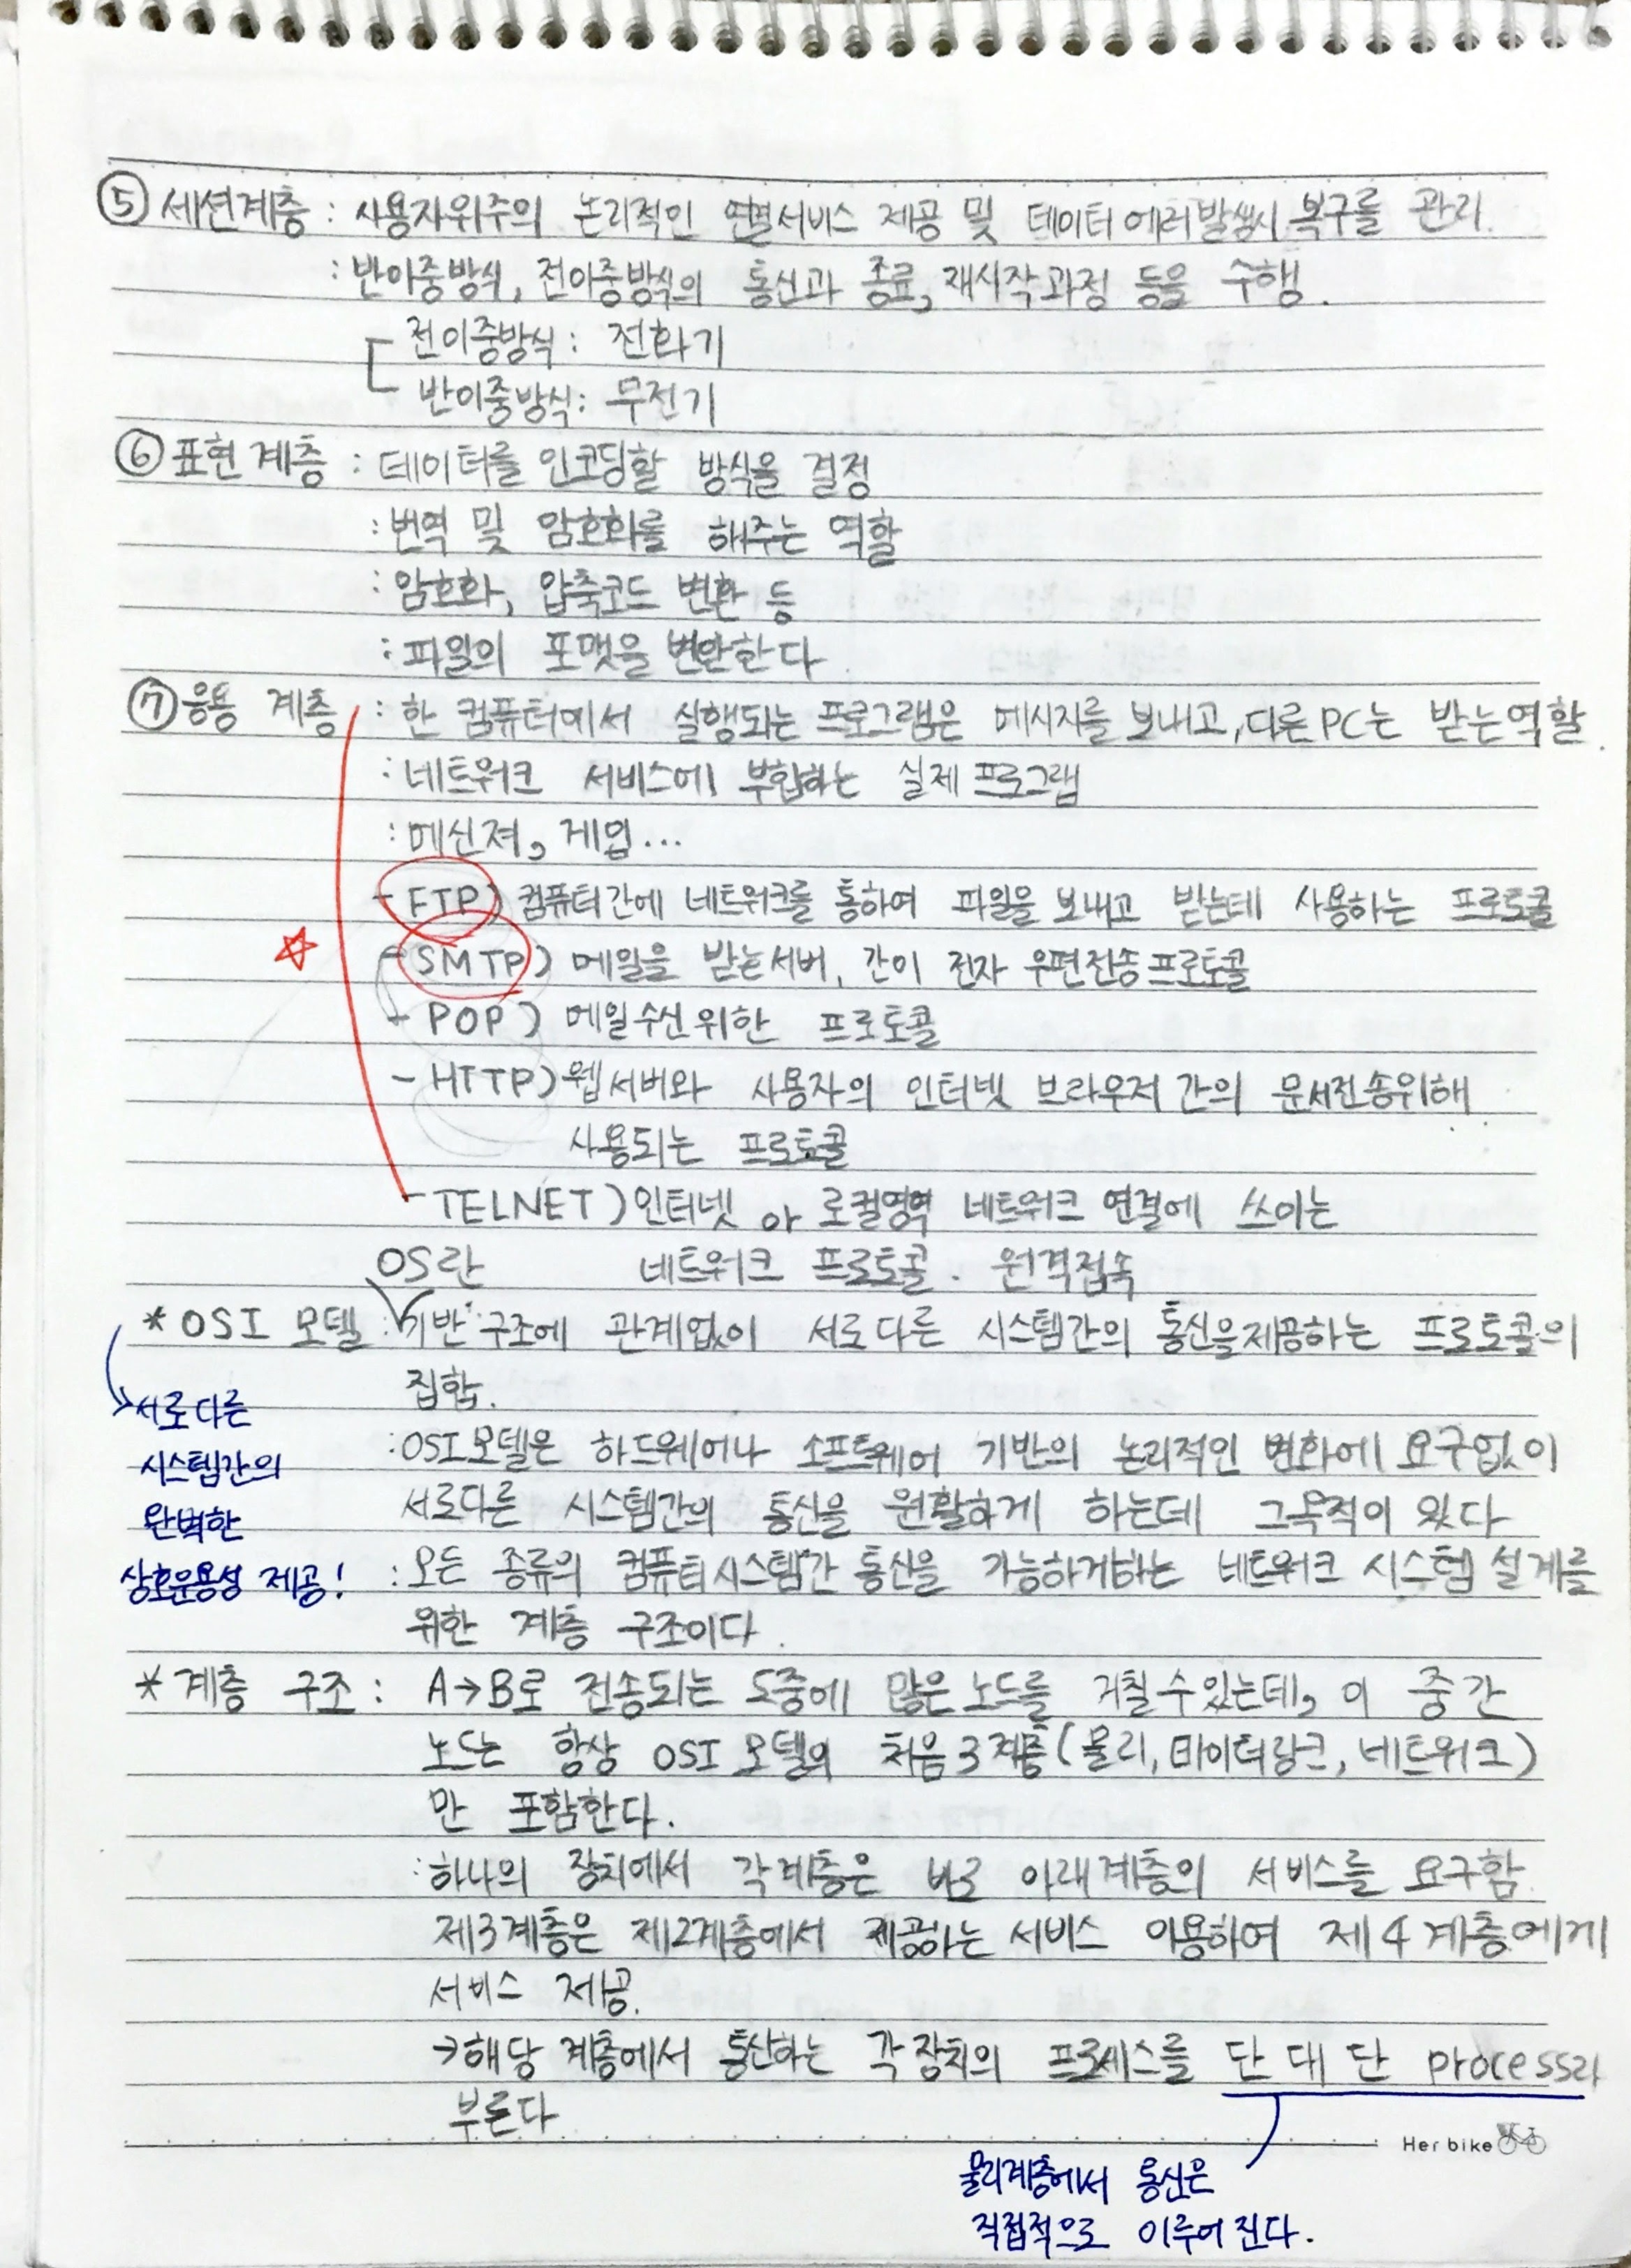 ⑤ 세션계층 : 사용자위주의 논리적인 연결서비스 제공 및 데이터 에러발생시 복구를 관리.
: 반이중방식, 전이중방식의 통신과 종료, 재시작과정 등을 수행.
전이중방식 : 전화기
반이중방식 : 무전기
⑥ 표현 계층 : 데이터를 인코딩할 방식을 결정
: 번역 및 암호화를 해주는 역할
: 암호화, 압축코드 변환 등
: 파일의 포맷을 변환한다
⑦ 응용 계층 : 한 컴퓨터에서 실행되는 프로그램은 메시지를 보내고, 다른 PC는 받는역할.
: 네트워크 서비스에 부합하는 실제 프로그램
: 메신져, 게임...
- FTP) 컴퓨터간에 네트워크를 통하여 파일을 보내고 받는데 사용하는 프로토콜
☆ - SMTP) 메일을 받는서버, 간이 전자 우편전송프로토콜
- POP) 메일수신위한 프로토콜
- HTTP) 웹서버와 사용자의 인터넷 브라우저 간의 문서전송위해
사용되는 프로토콜
- TELNET) 인터넷 or 로컬영역 네트워크 연결에 쓰이는
네트워크 프로토콜. 원격접속
OS란
* OSI 모델 : 기반 구조에 관계없이 서로다른 시스템간의 통신을제공하는 프로토콜의
집합.
: OSI모델은 하드웨어나 소프트웨어 기반의 논리적인 변화에 요구없이
서로다른 시스템간의 통신을 원활하게 하는데 그목적이 있다
: 모든 종류의 컴퓨터시스템간 통신을 가능하게하는 네트워크 시스템 설계를
위한 계층 구조이다.
서로다른
시스템간의
완벽한
상호운용성 제공!
* 계층 구조 : A→B로 전송되는 도중에 많은노드를 거칠수있는데, 이 중간
노드는 항상 OSI 모델의 처음3계층(물리, 데이터링크, 네트워크)
만 포함한다.
: 하나의 장치에서 각계층은 바로 아래계층의 서비스를 요구함.
제3계층은 제2계층에서 제공하는 서비스 이용하여 제4계층에게
서비스 제공.
→해당 계층에서 통신하는 각장치의 프로세스를 단 대 단 process라
부른다
Her bike
물리계층에서 통신은
직접적으로 이루어 진다.